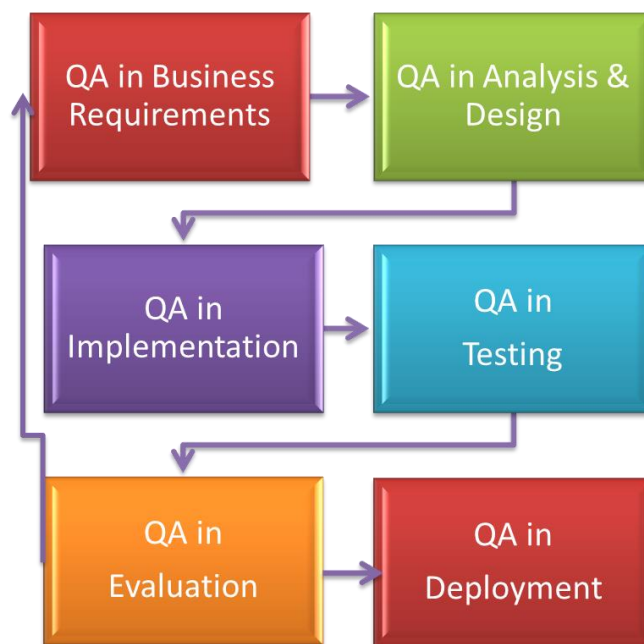 QA in Business
Requirements
QA in Analysis &
Design
QA in
Implementation
QA in
Testing
QA in
Evaluation
QA in
Deployment